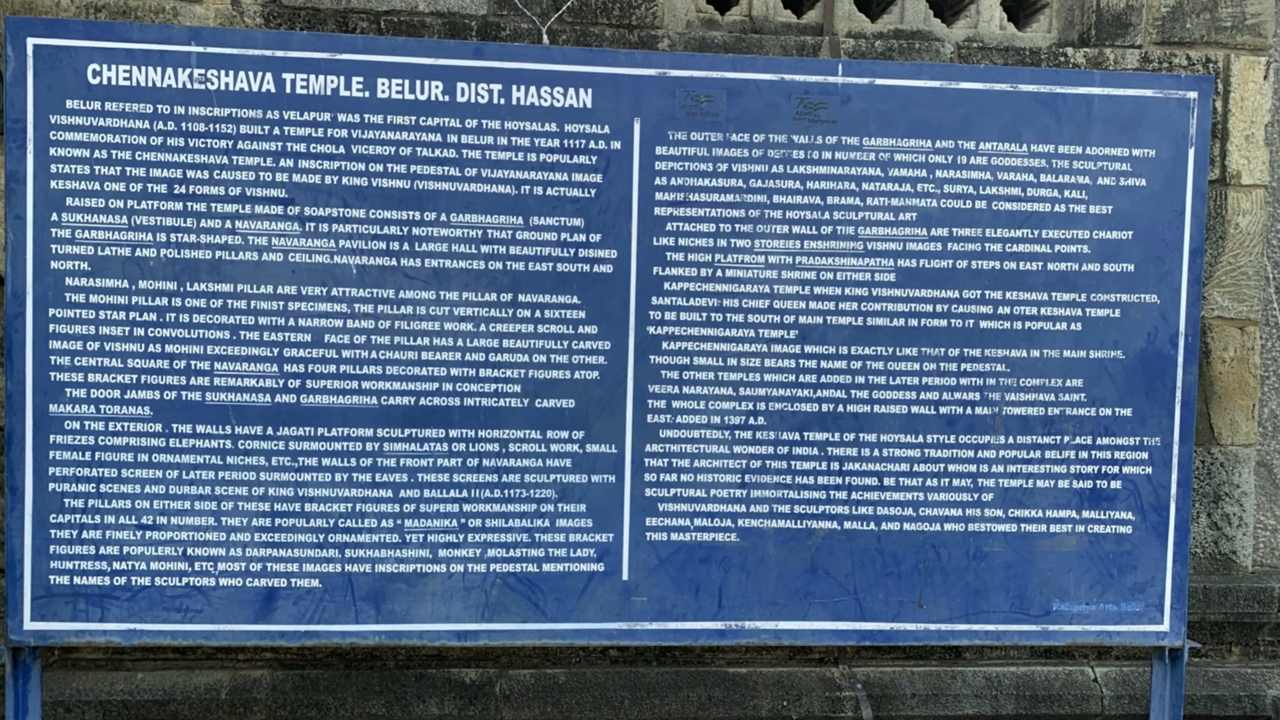 CHENNAKESHAVA TEMPLE. BELUR. DIST. HASSAN
BELUR REFERED TO IN INSCRIPTIONS AS VELAPUR' WAS THE FIRST CAPITAL OF THE HOYSALAS. HOYSALA
VISHNUVARDHANA (A.D. 1108-1152) BUILT A TEMPLE FOR VIJAYANARAYANA IN BELUR IN THE YEAR 1117 A.D. IN
COMMEMORATION OF HIS VICTORY AGAINST THE CHOLA VICEROY OF TALKAD. THE TEMPLE IS POPULARLY
KNOWN AS THE CHENNAKESHAVA TEMPLE. AN INSCRIPTION ON THE PEDESTAL OF VIJAYANARAYANA IMAGE
STATES THAT THE IMAGE WAS CAUSED TO BE MADE BY KING VISHNU (VISHNUVARDHANA). IT IS ACTUALLY
KESHAVA ONE OF THE 24 FORMS OF VISHNU.
RAISED ON PLATFORM THE TEMPLE MADE OF SOAPSTONE CONSISTS OF A GARBHAGRIHA (SANCTUM)
A SUKHANASA (VESTIBULE) AND A NAVARANGA. IT IS PARTICULARLY NOTEWORTHY THAT GROUND PLAN OF
THE GARBHAGRIHA IS STAR-SHAPED. THE NAVARANGA PAVILION IS A LARGE HALL WITH BEAUTIFULLY DISINED
TURNED LATHE AND POLISHED PILLARS AND CEILING.NAVARANGA HAS ENTRANCES ON THE EAST SOUTH AND
NORTH.
NARASIMHA , MOHINI , LAKSHMI PILLAR ARE VERY ATTRACTIVE AMONG THE PILLAR OF NAVARANGA.
THE MOHINI PILLAR IS ONE OF THE FINIST SPECIMENS, THE PILLAR IS CUT VERTICALLY ON A SIXTEEN
POINTED STAR PLAN . IT IS DECORATED WITH A NARROW BAND OF FILIGREE WORK. A CREEPER SCROLL AND
FIGURES INSET IN CONVOLUTIONS . THE EASTERN FACE OF THE PILLAR HAS A LARGE BEAUTIFULLY CARVED
IMAGE OF VISHNU AS MOHINI EXCEEDINGLY GRACEFUL WITH A CHAURI BEARER AND GARUDA ON THE OTHER.
THE CENTRAL SQUARE OF THE NAVARANGA HAS FOUR PILLARS DECORATED WITH BRACKET FIGURES ATOP.
THESE BRACKET FIGURES ARE REMARKABLY OF SUPERIOR WORKMANSHIP IN CONCEPTION
THE DOOR JAMBS OF THE SUKHANASA AND GARBHAGRIHA CARRY ACROSS INTRICATELY CARVED
MAKARA TORANAS.
ON THE EXTERIOR . THE WALLS HAVE A JAGATI PLATFORM SCULPTURED WITH HORIZONTAL ROW OF
FRIEZES COMPRISING ELEPHANTS. CORNICE SURMOUNTED BY SIMHALATAS OR LIONS , SCROLL WORK, SMALL
FEMALE FIGURE IN ORNAMENTAL NICHES, ETC.,THE WALLS OF THE FRONT PART OF NAVARANGA HAVE
PERFORATED SCREEN OF LATER PERIOD SURMOUNTED BY THE EAVES . THESE SCREENS ARE SCULPTURED WITH
PURANIC SCENES AND DURBAR SCENE OF KING VISHNUVARDHANA AND BALLALA II(A.D.1173-1220).
THE PILLARS ON EITHER SIDE OF THESE HAVE BRACKET FIGURES OF SUPERB WORKMANSHIP ON THEIR
CAPITALS IN ALL 42 IN NUMBER. THEY ARE POPULARLY CALLED AS " MADANIKA " OR SHILABALIKA IMAGES
THEY ARE FINELY PROPORTIONED AND EXCEEDINGLY ORNAMENTED. YET HIGHLY EXPRESSIVE. THESE BRACKET
FIGURES ARE POPULERLY KNOWN AS DARPANASUNDARI. SUKHABHASHINI, MONKEY ,MOLASTING THE LADY,
HUNTRESS, NATYA MOHINI, ETC, MOST OF THESE IMAGES HAVE INSCRIPTIONS ON THE PEDESTAL MENTIONING
THE NAMES OF THE SCULPTORS WHO CARVED THEM.
THE OUTER FACE OF THE WALLS OF THE GARBHAGRIHA AND THE ANTARALA HAVE BEEN ADORNED WITH
BEAUTIFUL IMAGES OF DEITIES 60 IN NUMBER OF WHICH ONLY 19 ARE GODDESSES. THE SCULPTURAL
DEPICTIONS OF VISHNU AS LAKSHMINARAYANA, VAMAHA , NARASIMHA, VARAHA, BALARAMA, AND SHIVA
AS ANDHAKASURA, GAJASURA, HARIHARA, NATARAJA, ETC., SURYA, LAKSHMI, DURGA, KALI,
MAHISHASURAMARDINI, BHAIRAVA, BRAMA, RATI-MANMATA COULD BE CONSIDERED AS THE BEST
REPRESENTATIONS OF THE HOYSALA SCULPTURAL ART
ATTACHED TO THE OUTER WALL OF THE GARBHAGRIHA ARE THREE ELEGANTLY EXECUTED CHARIOT
LIKE NICHES IN TWO STOREIES ENSHRINING VISHNU IMAGES FACING THE CARDINAL POINTS.
THE HIGH PLATFROM WITH PRADAKSHINAPATHA HAS FLIGHT OF STEPS ON EAST NORTH AND SOUTH
FLANKED BY A MINIATURE SHRINE ON EITHER SIDE
KAPPECHENNIGARAYA TEMPLE WHEN KING VISHNUVARDHANA GOT THE KESHAVA TEMPLE CONSTRUCTED,
SANTALADEVI HIS CHIEF QUEEN MADE HER CONTRIBUTION BY CAUSING AN OTER KESHAVA TEMPLE
TO BE BUILT TO THE SOUTH OF MAIN TEMPLE SIMILAR IN FORM TO IT WHICH IS POPULAR AS
'KAPPECHENNIGARAYA TEMPLE'
KAPPECHENNIGARAYA IMAGE WHICH IS EXACTLY LIKE THAT OF THE KESHAVA IN THE MAIN SHRINE.
THOUGH SMALL IN SIZE BEARS THE NAME OF THE QUEEN ON THE PEDESTAL.
THE OTHER TEMPLES WHICH ARE ADDED IN THE LATER PERIOD WITH IN THE COMPLEX ARE
VEERA NARAYANA, SAUMYANAYAKI,ANDAL THE GODDESS AND ALWARS THE VAISHHAVA SAINT.
THE WHOLE COMPLEX IS ENCLOSED BY A HIGH RAISED WALL WITH A MAIN TOWERED ENTRANCE ON THE
EAST: ADDED IN 1397 A.D.
UNDOUBTEDLY, THE KESHAVA TEMPLE OF THE HOYSALA STYLE OCCUPIES A DISTANCT PLACE AMONGST THE
ARCTHITECTURAL WONDER OF INDIA . THERE IS A STRONG TRADITION AND POPULAR BELIFE IN THIS REGION
THAT THE ARCHITECT OF THIS TEMPLE IS JAKANACHARI ABOUT WHOM IS AN INTERESTING STORY FOR WHICH
SO FAR NO HISTORIC EVIDENCE HAS BEEN FOUND. BE THAT AS IT MAY, THE TEMPLE MAY BE SAID TO BE
SCULPTURAL POETRY IMMORTALISING THE ACHIEVEMENTS VARIOUSLY OF
VISHNUVARDHANA AND THE SCULPTORS LIKE DASOJA, CHAVANA HIS SON, CHIKKA HAMPA, MALLIYANA,
EECHANA,MALOJA, KENCHAMALLIYANNA, MALLA, AND NAGOJA WHO BESTOWED THEIR BEST IN CREATING
THIS MASTERPIECE.